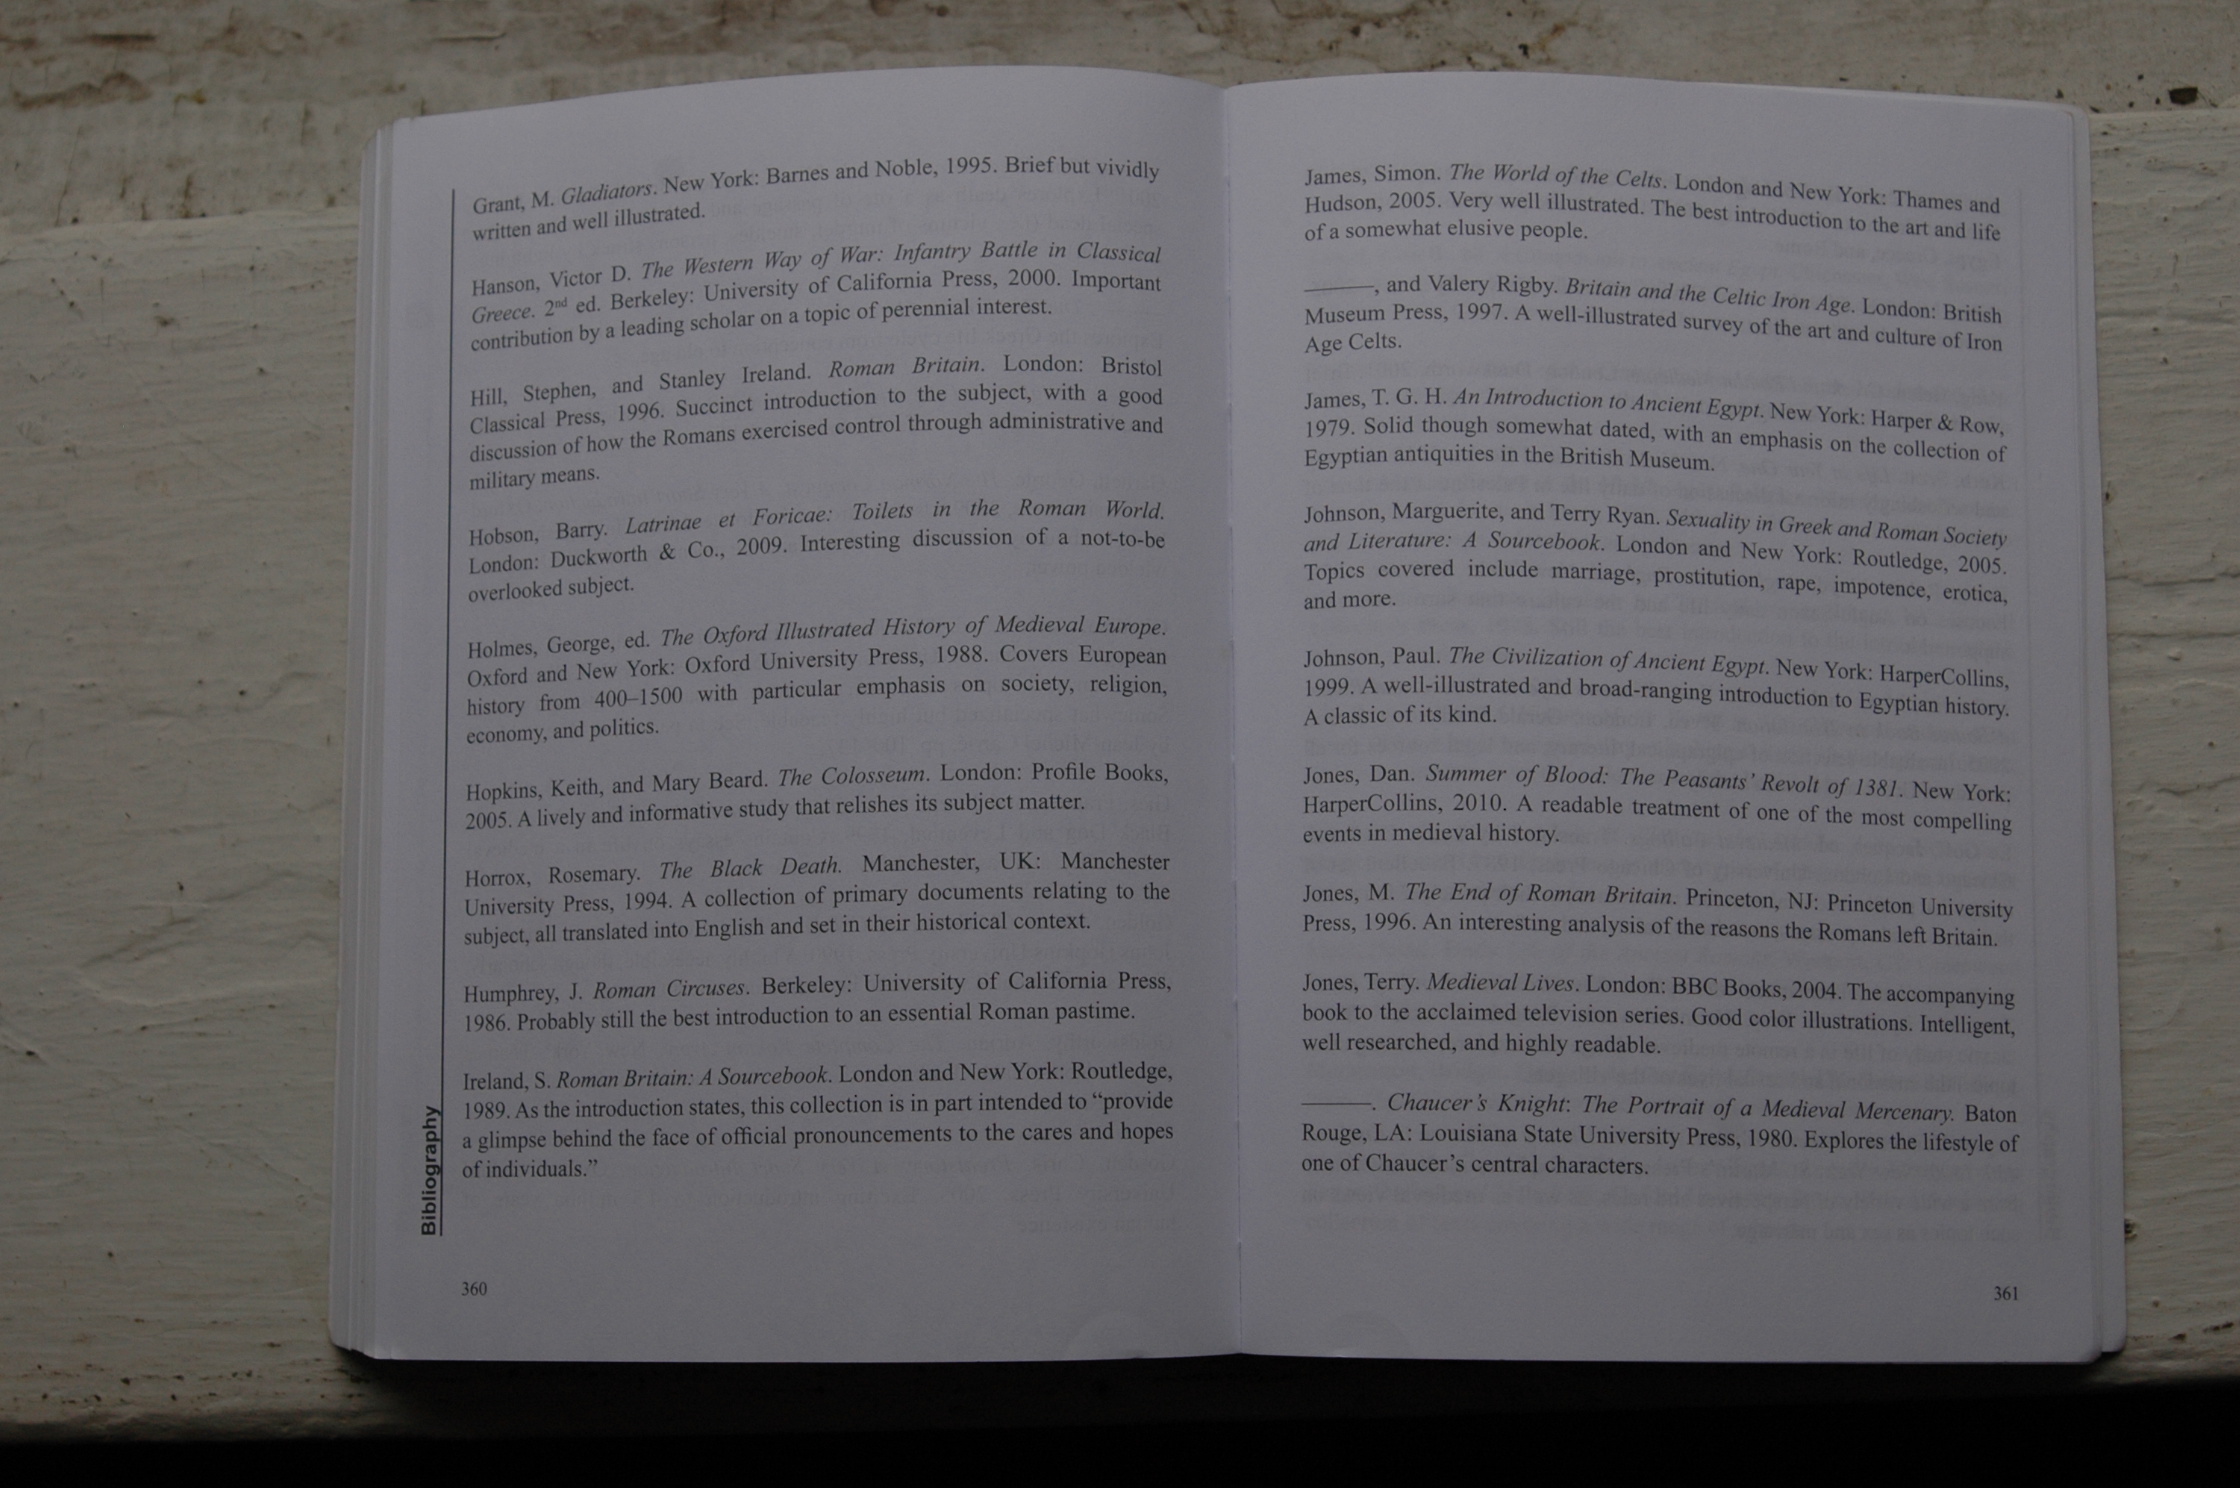 Grant, M. Gladiators. New York: Barnes and Noble, 1995. Brief but vividly
written and well illustrated.
Hanson, Victor D. The Western Way of War: Infantry Battle in Classical
Greece. 2nd ed. Berkeley: University of California Press, 2000. Important
contribution by a leading scholar on a topic of perennial interest.
Hill, Stephen, and Stanley Ireland. Roman Britain. London: Bristol
Classical Press, 1996. Succinct introduction to the subject, with a good
discussion of how the Romans exercised control through administrative and
military means.
Hobson, Barry. Latrinae et Foricae: Toilets in the Roman World.
London: Duckworth & Co., 2009. Interesting discussion of a not-to-be
overlooked subject.
Holmes, George, ed. The Oxford Illustrated History of Medieval Europe.
Oxford and New York: Oxford University Press, 1988. Covers European
history from 400–1500 with particular emphasis on society, religion,
economy, and politics.
Hopkins, Keith, and Mary Beard. The Colosseum. London: Profile Books,
2005. A lively and informative study that relishes its subject matter.
Horrox, Rosemary. The Black Death. Manchester, UK: Manchester
University Press, 1994. A collection of primary documents relating to the
subject, all translated into English and set in their historical context.
Humphrey, J. Roman Circuses. Berkeley: University of California Press,
1986. Probably still the best introduction to an essential Roman pastime.
Ireland, S. Roman Britain: A Sourcebook. London and New York: Routledge,
1989. As the introduction states, this collection is in part intended to “provide
a glimpse behind the face of official pronouncements to the cares and hopes
of individuals.”
Bibliography
360
James, Simon. The World of the Celts. London and New York: Thames and
Hudson, 2005. Very well illustrated. The best introduction to the art and life
of a somewhat elusive people.
———, and Valery Rigby. Britain and the Celtic Iron Age. London: British
Museum Press, 1997. A well-illustrated survey of the art and culture of Iron
Age Celts.
James, T. G. H. An Introduction to Ancient Egypt. New York: Harper & Row,
1979. Solid though somewhat dated, with an emphasis on the collection of
Egyptian antiquities in the British Museum.
Johnson, Marguerite, and Terry Ryan. Sexuality in Greek and Roman Society
and Literature: A Sourcebook. London and New York: Routledge, 2005.
Topics covered include marriage, prostitution, rape, impotence, erotica,
and more.
Johnson, Paul. The Civilization of Ancient Egypt. New York: HarperCollins,
1999. A well-illustrated and broad-ranging introduction to Egyptian history.
A classic of its kind.
Jones, Dan. Summer of Blood: The Peasants’ Revolt of 1381. New York:
HarperCollins, 2010. A readable treatment of one of the most compelling
events in medieval history.
Jones, M. The End of Roman Britain. Princeton, NJ: Princeton University
Press, 1996. An interesting analysis of the reasons the Romans left Britain.
Jones, Terry. Medieval Lives. London: BBC Books, 2004. The accompanying
book to the acclaimed television series. Good color illustrations. Intelligent,
well researched, and highly readable.
———. Chaucer’s Knight: The Portrait of a Medieval Mercenary. Baton
Rouge, LA: Louisiana State University Press, 1980. Explores the lifestyle of
one of Chaucer’s central characters.
361